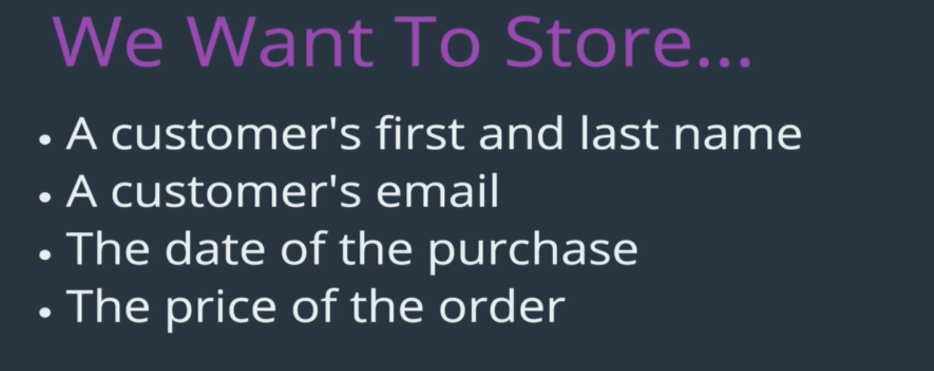 We Want To Store...
• A customer's first and last name
• A customer's email
• The date of the purchase
• The price of the order